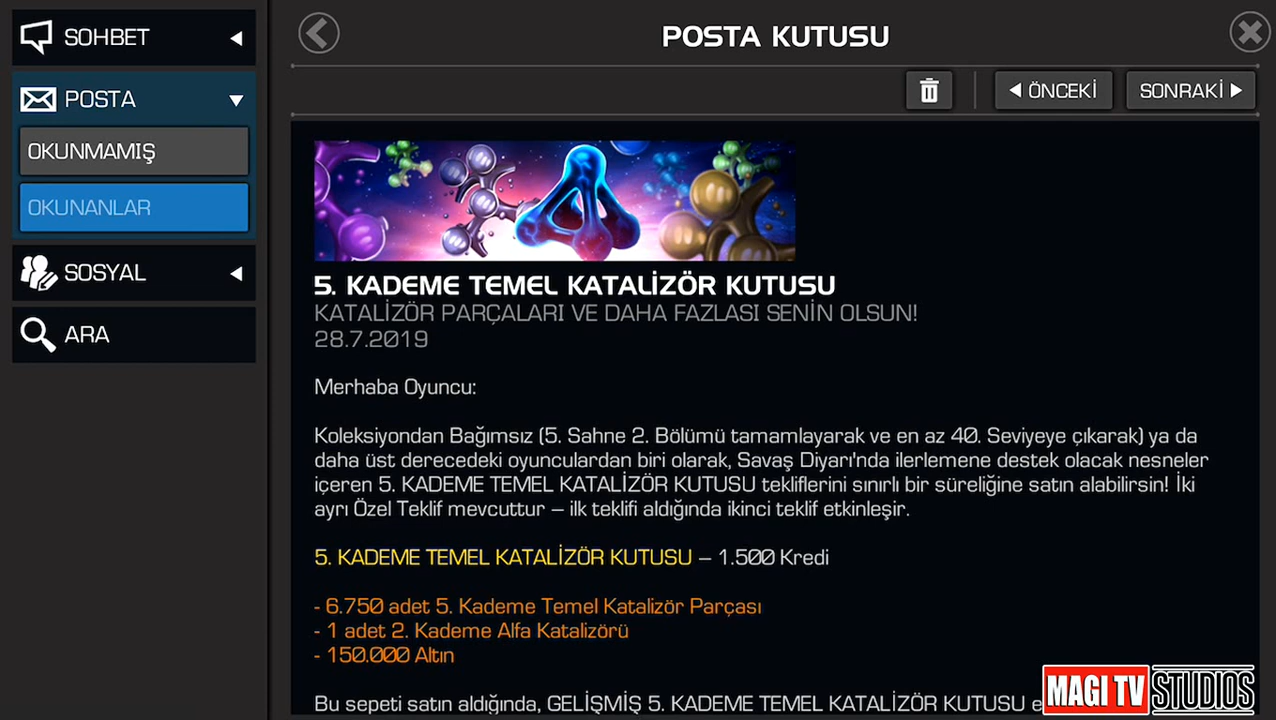 SOHBET
POSTA
OKUNMAMIŞ
OKUNANLAR
SOSYAL
ARA
POSTA KUTUSU
ÖNCEKİ
SONRAKİ
5. KADEME TEMEL KATALİZÖR KUTUSU
KATALİZÖR PARÇALARI VE DAHA FAZLASI SENİN OLSUN!
28.7.2019
Merhaba Oyuncu:
Koleksiyondan Bağımsız (5. Sahne 2. Bölümü tamamlayarak ve en az 40. Seviyeye çıkarak) ya da
daha üst derecedeki oyunculardan biri olarak, Savaş Diyarı'nda ilerlemene destek olacak nesneler
içeren 5. KADEME TEMEL KATALİZÖR KUTUSU tekliflerini sınırlı bir süreliğine satın alabilirsin! İki
ayrı Özel Teklif mevcuttur – ilk teklifi aldığında ikinci teklif etkinleşir.
5. KADEME TEMEL KATALİZÖR KUTUSU – 1.500 Kredi
- 6.750 adet 5. Kademe Temel Katalizör Parçası
- 1 adet 2. Kademe Alfa Katalizörü
- 150.000 Altın
Bu sepeti satın aldığında, GELİŞMİŞ 5. KADEME TEMEL KATALİZÖR KUTUSU
MAGI TV STUDIOS